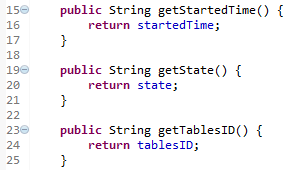 15 public String getStartedTime() {
16 return startedTime;
17 }
18
19 public String getState() {
20 return state;
21 }
22
23 public String getTablesID() {
24 return tablesID;
25 }